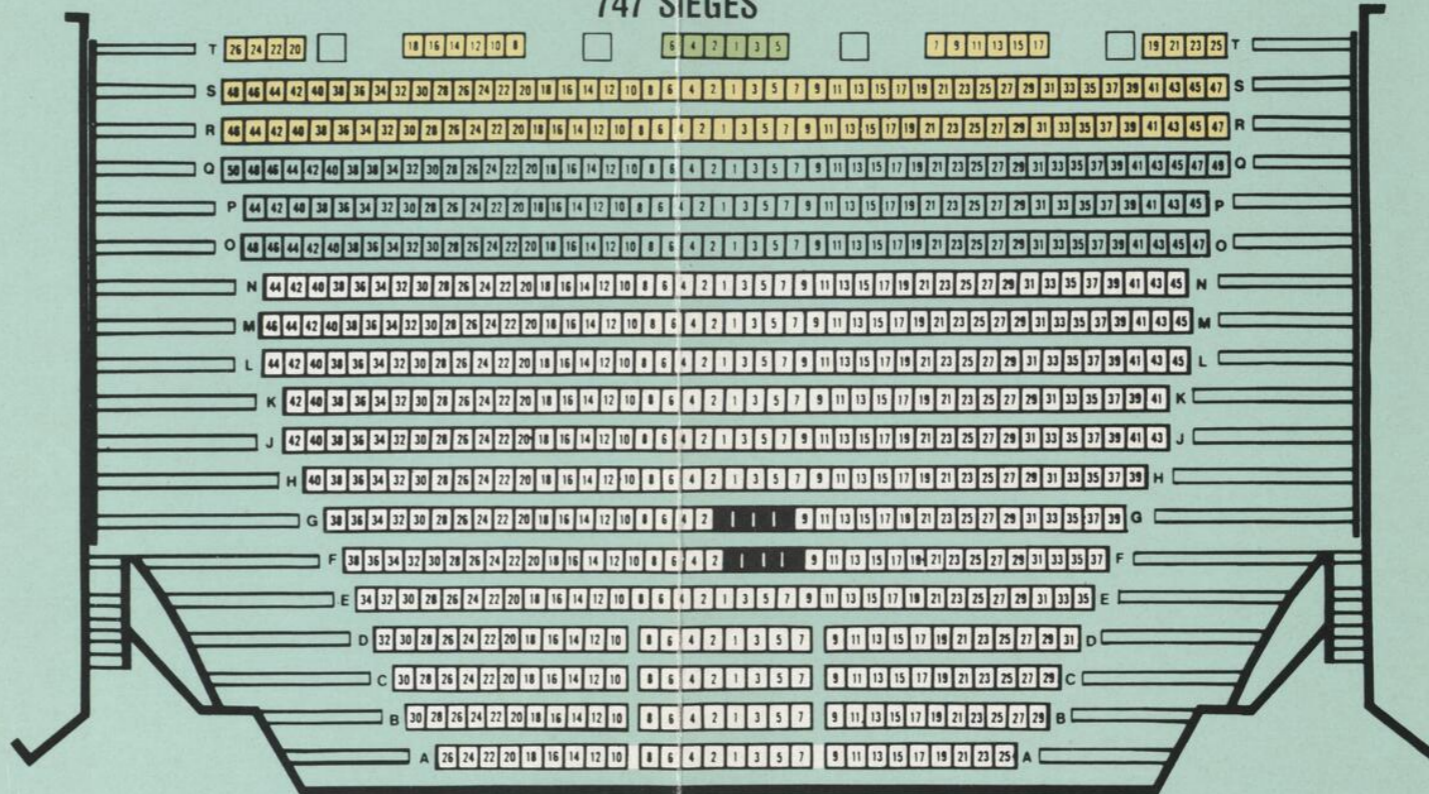 747 SIEGES
T 26 24 22 20 18 16 14 12 10 8 6 4 2 1 3 5 7 9 11 13 15 17 19 21 23 25 T
S 48 46 44 42 40 38 36 34 32 30 28 26 24 22 20 18 16 14 12 10 8 6 4 2 1 3 5 7 9 11 13 15 17 19 21 23 25 27 29 31 33 35 37 39 41 43 45 47 S
R 46 44 42 40 38 36 34 32 30 28 26 24 22 20 18 16 14 12 10 8 6 4 2 1 3 5 7 9 11 13 15 17 19 21 23 25 27 29 31 33 35 37 39 41 43 45 47 R
Q 50 48 46 44 42 40 38 36 34 32 30 28 26 24 22 20 18 16 14 12 10 8 6 4 2 1 3 5 7 9 11 13 15 17 19 21 23 25 27 29 31 33 35 37 39 41 43 45 47 49 Q
P 44 42 40 38 36 34 32 30 28 26 24 22 20 18 16 14 12 10 8 6 4 2 1 3 5 7 9 11 13 15 17 19 21 23 25 27 29 31 33 35 37 39 41 43 45 P
O 48 46 44 42 40 38 36 34 32 30 28 26 24 22 20 18 16 14 12 10 8 6 4 2 1 3 5 7 9 11 13 15 17 19 21 23 25 27 29 31 33 35 37 39 41 43 45 47 O
N 44 42 40 38 36 34 32 30 28 26 24 22 20 18 16 14 12 10 8 6 4 2 1 3 5 7 9 11 13 15 17 19 21 23 25 27 29 31 33 35 37 39 41 43 45 N
M 46 44 42 40 38 36 34 32 30 28 26 24 22 20 18 16 14 12 10 8 6 4 2 1 3 5 7 9 11 13 15 17 19 21 23 25 27 29 31 33 35 37 39 41 43 45 M
L 44 42 40 38 36 34 32 30 28 26 24 22 20 18 16 14 12 10 8 6 4 2 1 3 5 7 9 11 13 15 17 19 21 23 25 27 29 31 33 35 37 39 41 43 45 L
K 42 40 38 36 34 32 30 28 26 24 22 20 18 16 14 12 10 8 6 4 2 1 3 5 7 9 11 13 15 17 19 21 23 25 27 29 31 33 35 37 39 41 K
J 42 40 38 36 34 32 30 28 26 24 22 20 18 16 14 12 10 8 6 4 2 1 3 5 7 9 11 13 15 17 19 21 23 25 27 29 31 33 35 37 39 41 43 J
H 40 38 36 34 32 30 28 26 24 22 20 18 16 14 12 10 8 6 4 2 1 3 5 7 9 11 13 15 17 19 21 23 25 27 29 31 33 35 37 39 H
G 38 36 34 32 30 28 26 24 22 20 18 16 14 12 10 8 6 4 2 9 11 13 15 17 19 21 23 25 27 29 31 33 35 37 39 G
F 38 36 34 32 30 28 26 24 22 20 18 16 14 12 10 8 6 4 2 9 11 13 15 17 19 21 23 25 27 29 31 33 35 37 F
E 34 32 30 28 26 24 22 20 18 16 14 12 10 8 6 4 2 1 3 5 7 9 11 13 15 17 19 21 23 25 27 29 31 33 35 E
D 32 30 28 26 24 22 20 18 16 14 12 10 8 6 4 2 1 3 5 7 9 11 13 15 17 19 21 23 25 27 29 31 D
C 30 28 26 24 22 20 18 16 14 12 10 8 6 4 2 1 3 5 7 9 11 13 15 17 19 21 23 25 27 29 C
B 30 28 26 24 22 20 18 16 14 12 10 8 6 4 2 1 3 5 7 9 11 13 15 17 19 21 23 25 27 29 B
A 26 24 22 20 18 16 14 12 10 8 6 4 2 1 3 5 7 9 11 13 15 17 19 21 23 25 A